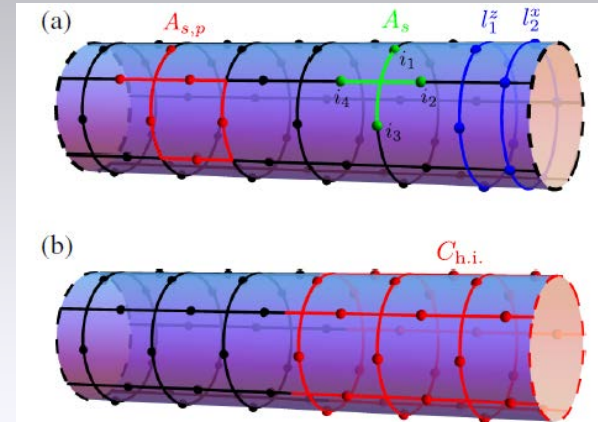 (a) A_{s,p} A_s l_1^z l_2^x
i_1
i_4 i_2
i_3
(b) C_{h.i.}